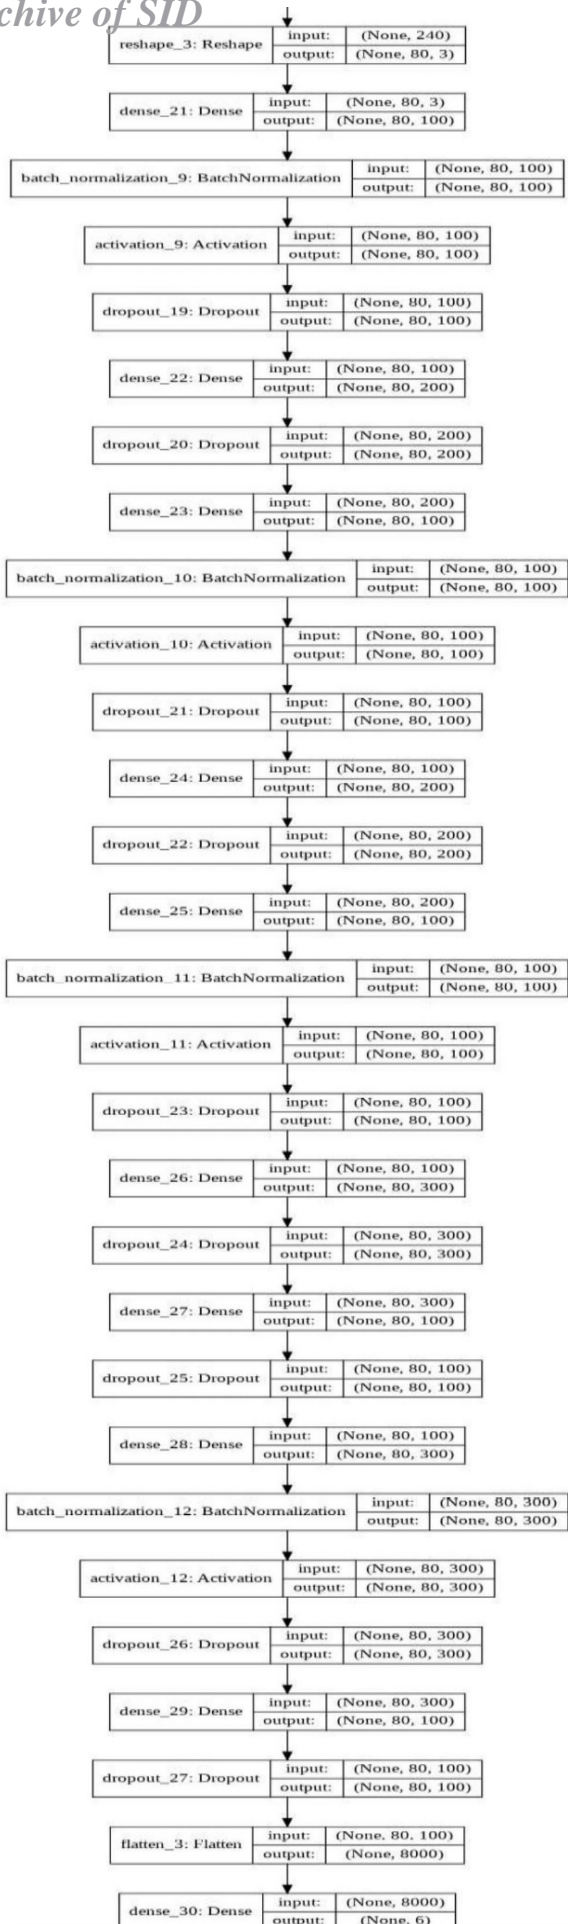 chive of SID
reshape_3: Reshape input: (None, 240)
output: (None, 80, 3)
dense_21: Dense input: (None, 80, 3)
output: (None, 80, 100)
batch_normalization_9: BatchNormalization input: (None, 80, 100)
output: (None, 80, 100)
activation_9: Activation input: (None, 80, 100)
output: (None, 80, 100)
dropout_19: Dropout input: (None, 80, 100)
output: (None, 80, 100)
dense_22: Dense input: (None, 80, 100)
output: (None, 80, 200)
dropout_20: Dropout input: (None, 80, 200)
output: (None, 80, 200)
dense_23: Dense input: (None, 80, 200)
output: (None, 80, 100)
batch_normalization_10: BatchNormalization input: (None, 80, 100)
output: (None, 80, 100)
activation_10: Activation input: (None, 80, 100)
output: (None, 80, 100)
dropout_21: Dropout input: (None, 80, 100)
output: (None, 80, 100)
dense_24: Dense input: (None, 80, 100)
output: (None, 80, 200)
dropout_22: Dropout input: (None, 80, 200)
output: (None, 80, 200)
dense_25: Dense input: (None, 80, 200)
output: (None, 80, 100)
batch_normalization_11: BatchNormalization input: (None, 80, 100)
output: (None, 80, 100)
activation_11: Activation input: (None, 80, 100)
output: (None, 80, 100)
dropout_23: Dropout input: (None, 80, 100)
output: (None, 80, 100)
dense_26: Dense input: (None, 80, 100)
output: (None, 80, 300)
dropout_24: Dropout input: (None, 80, 300)
output: (None, 80, 300)
dense_27: Dense input: (None, 80, 300)
output: (None, 80, 100)
dropout_25: Dropout input: (None, 80, 100)
output: (None, 80, 100)
dense_28: Dense input: (None, 80, 100)
output: (None, 80, 300)
batch_normalization_12: BatchNormalization input: (None, 80, 300)
output: (None, 80, 300)
activation_12: Activation input: (None, 80, 300)
output: (None, 80, 300)
dropout_26: Dropout input: (None, 80, 300)
output: (None, 80, 300)
dense_29: Dense input: (None, 80, 300)
output: (None, 80, 100)
dropout_27: Dropout input: (None, 80, 100)
output: (None, 80, 100)
flatten_3: Flatten input: (None, 80, 100)
output: (None, 8000)
dense_30: Dense input: (None, 8000)
output: (None, 6)